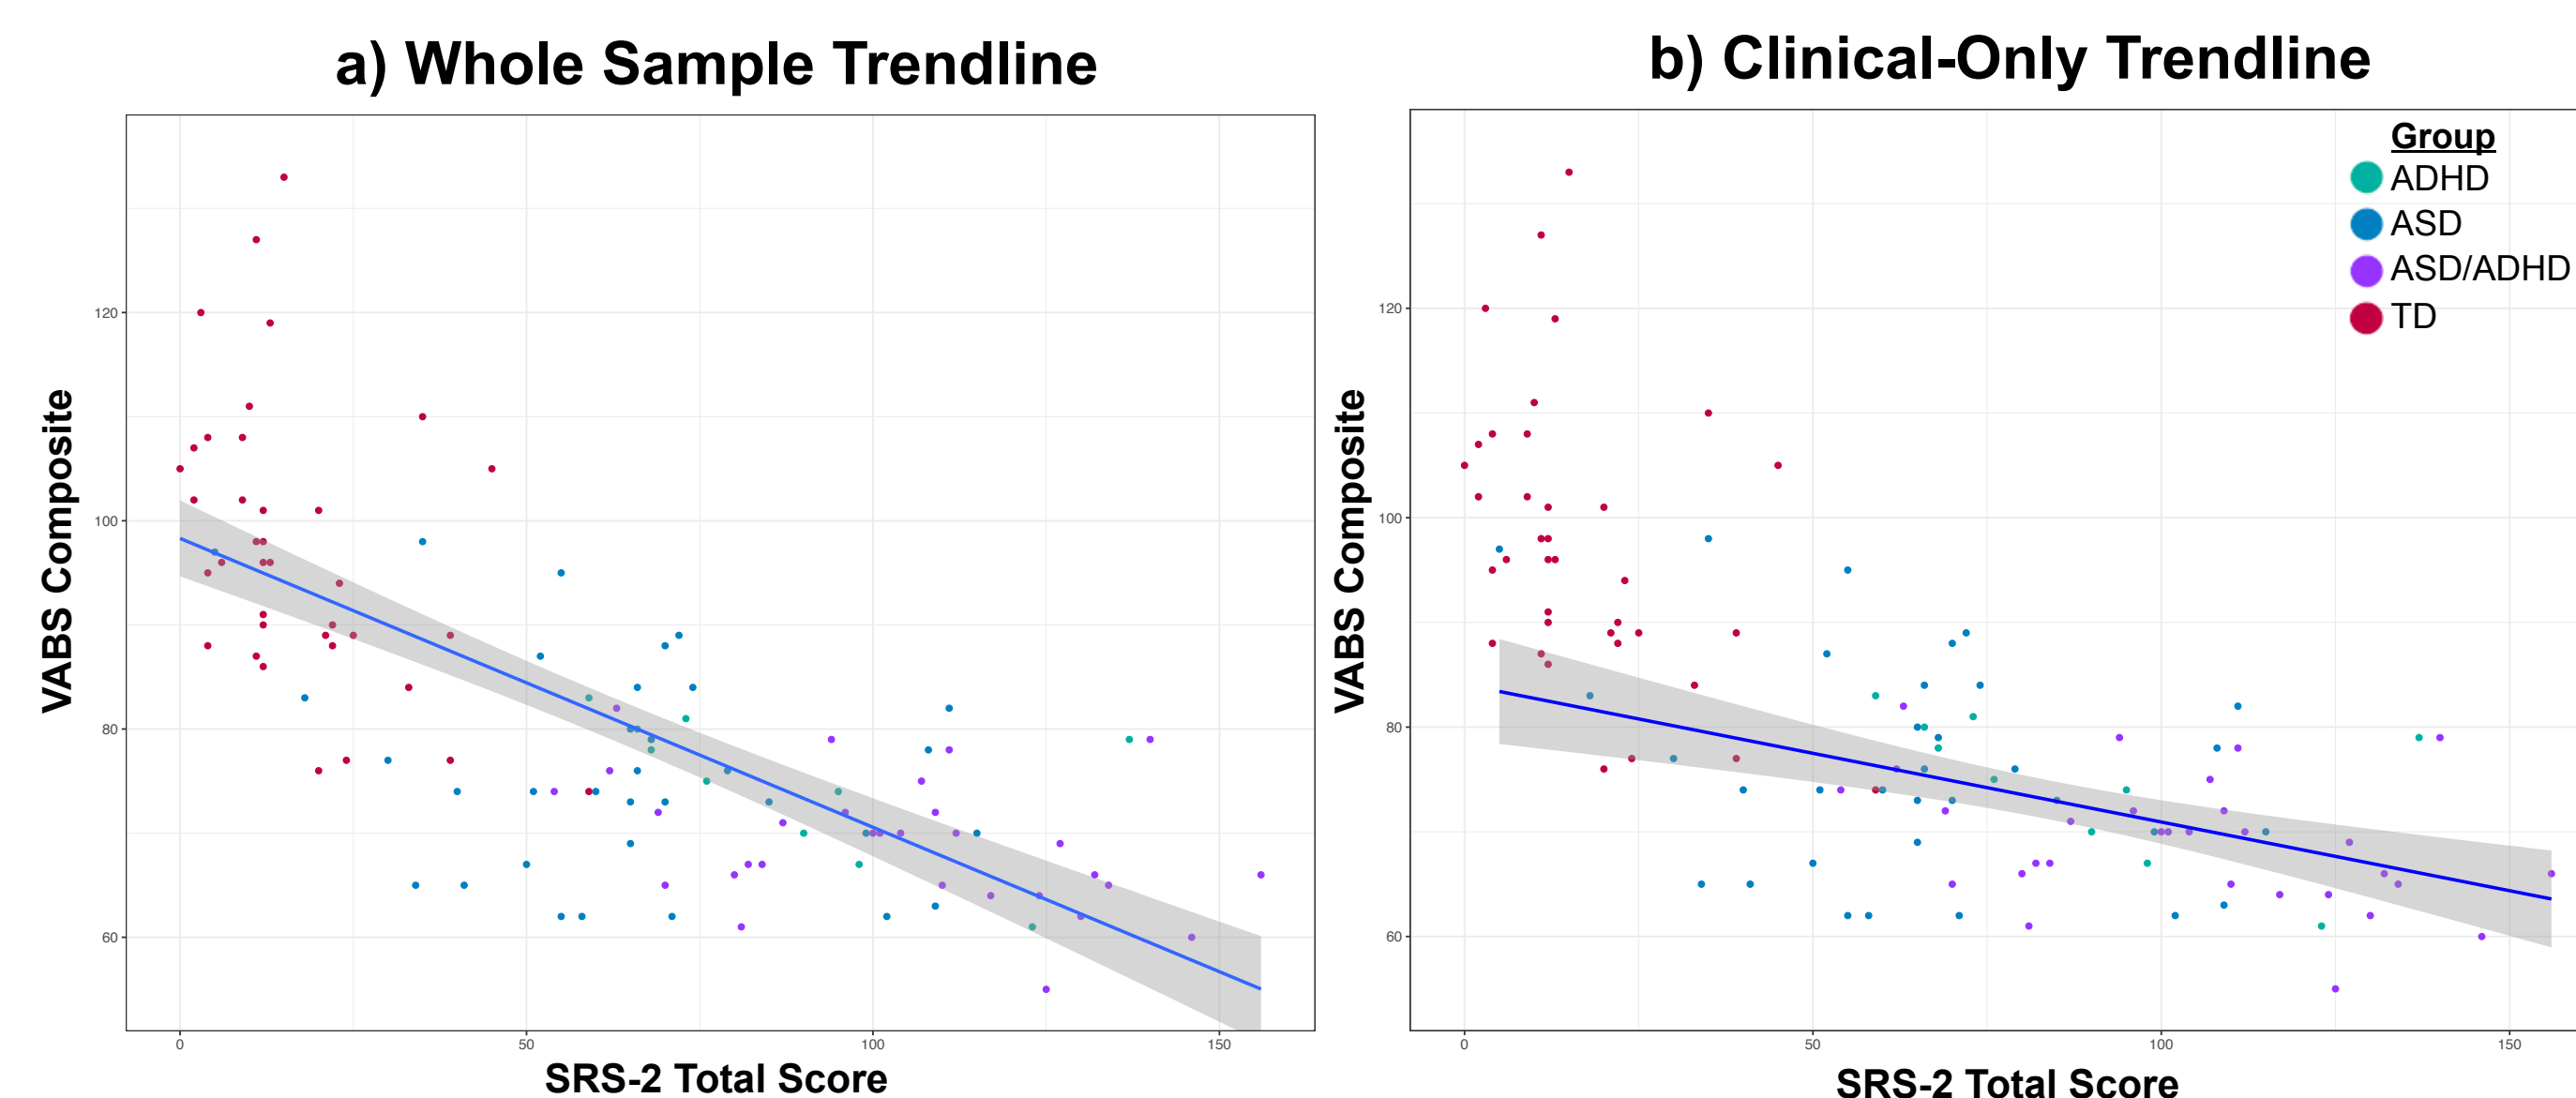 a) Whole Sample Trendline
VABS Composite
120
100
80
60
0 50 100 150
SRS-2 Total Score
b) Clinical-Only Trendline
Group
ADHD
ASD
ASD/ADHD
TD
VABS Composite
120
100
80
60
0 50 100 150
SRS-2 Total Score